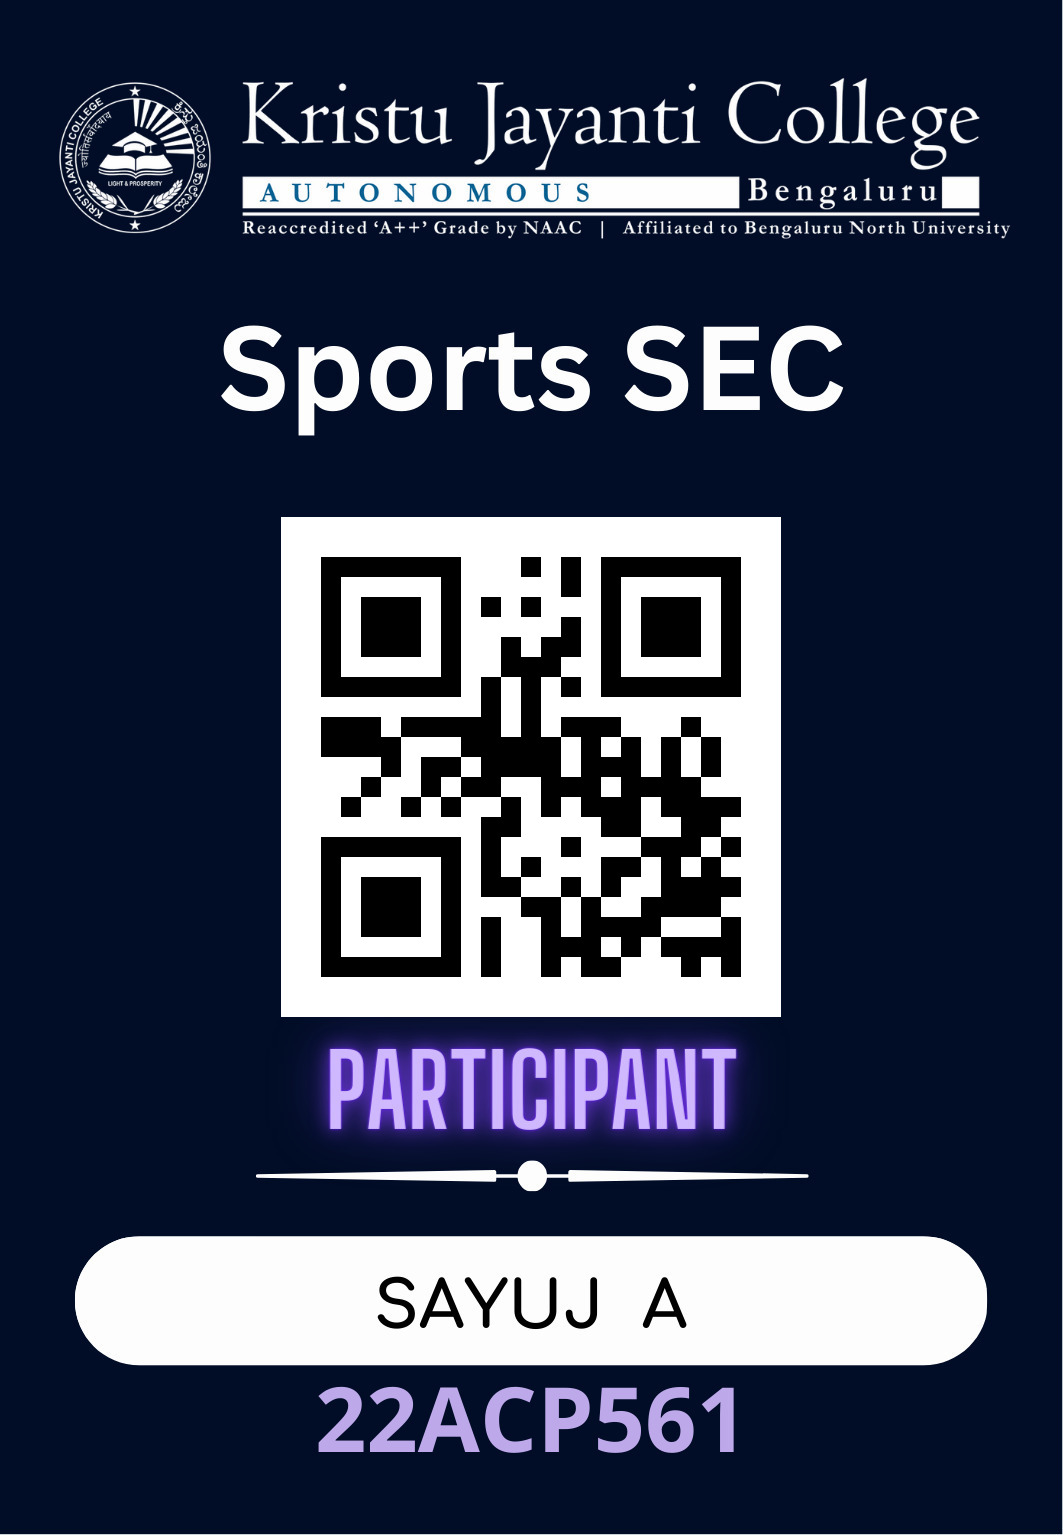 KRISTU JAYANTI COLLEGE
ज्योतिसंवादयाय
LIGHT & PROSPERITY
Kristu Jayanti College
AUTONOMOUS Bengaluru
Reaccredited ‘A++’ Grade by NAAC | Affiliated to Bengaluru North University
Sports SEC
PARTICIPANT
SAYUJ A
22ACP561